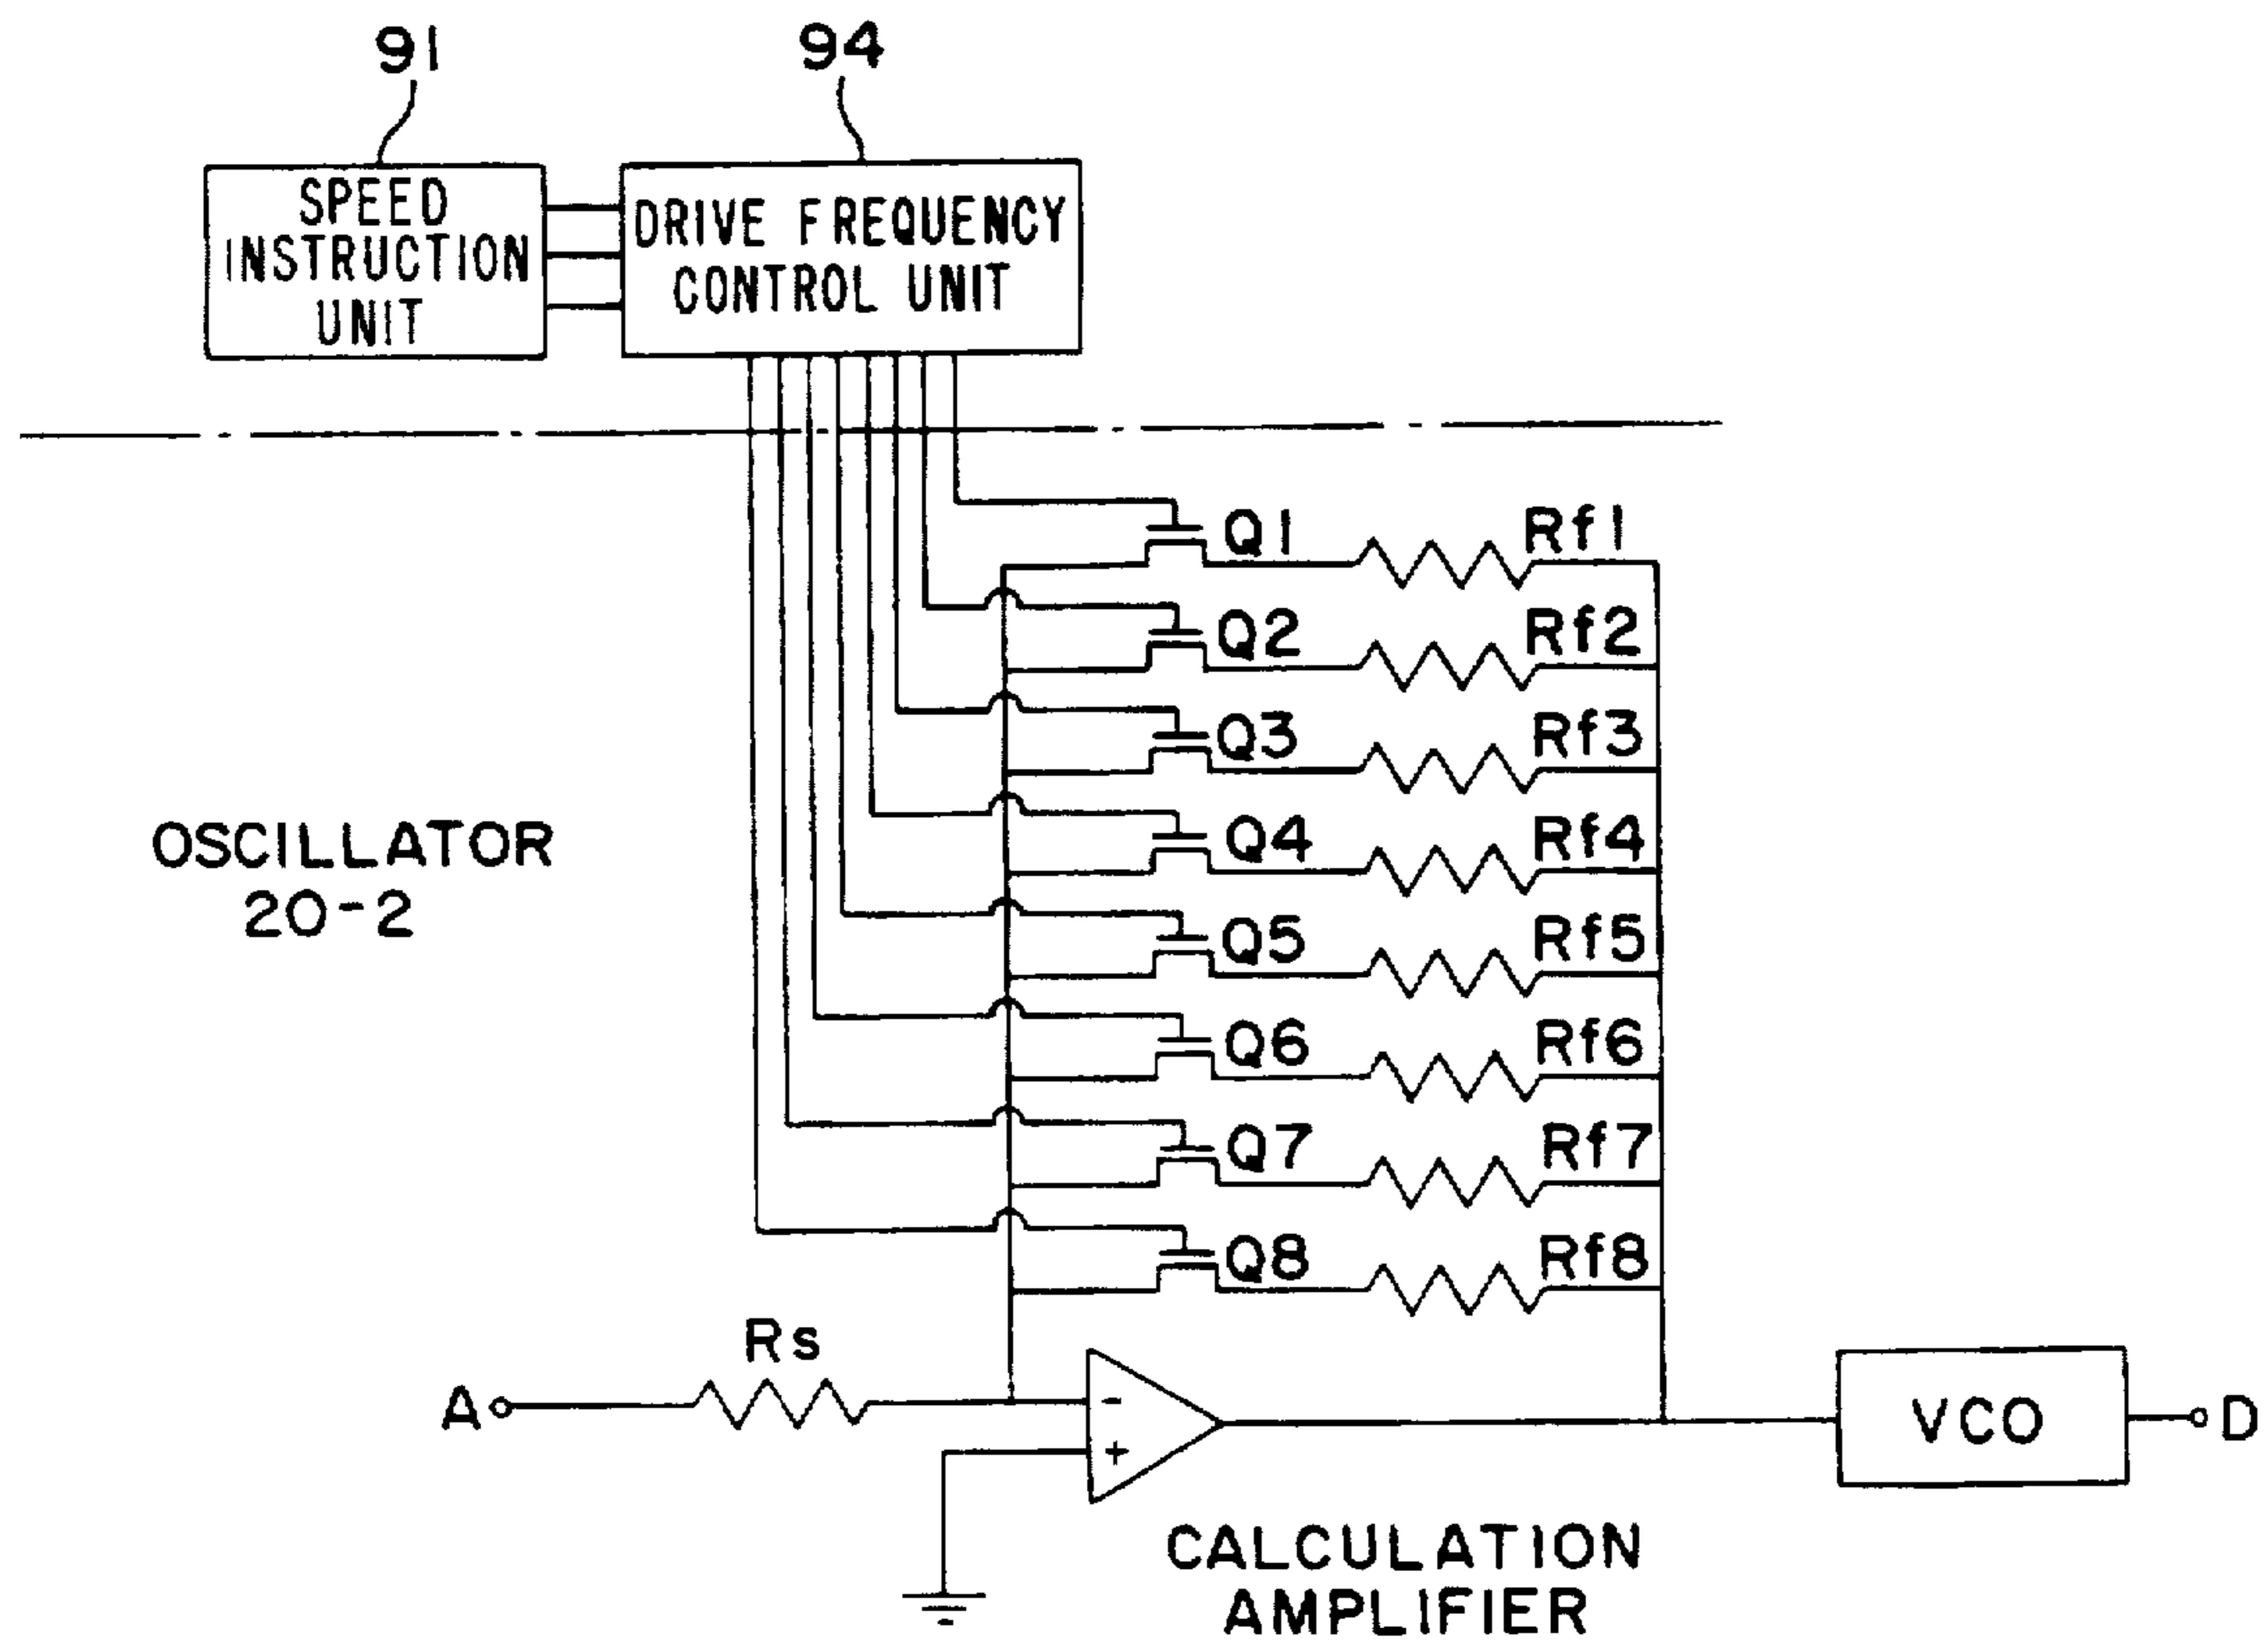 91
94
SPEED
INSTRUCTION
UNIT
DRIVE FREQUENCY
CONTROL UNIT
Q1
Rf1
Q2
Rf2
Q3
Rf3
Q4
Rf4
Q5
Rf5
Q6
Rf6
Q7
Rf7
Q8
Rf8
OSCILLATOR
20-2
Rs
A
-
+
VCO
D
CALCULATION
AMPLIFIER